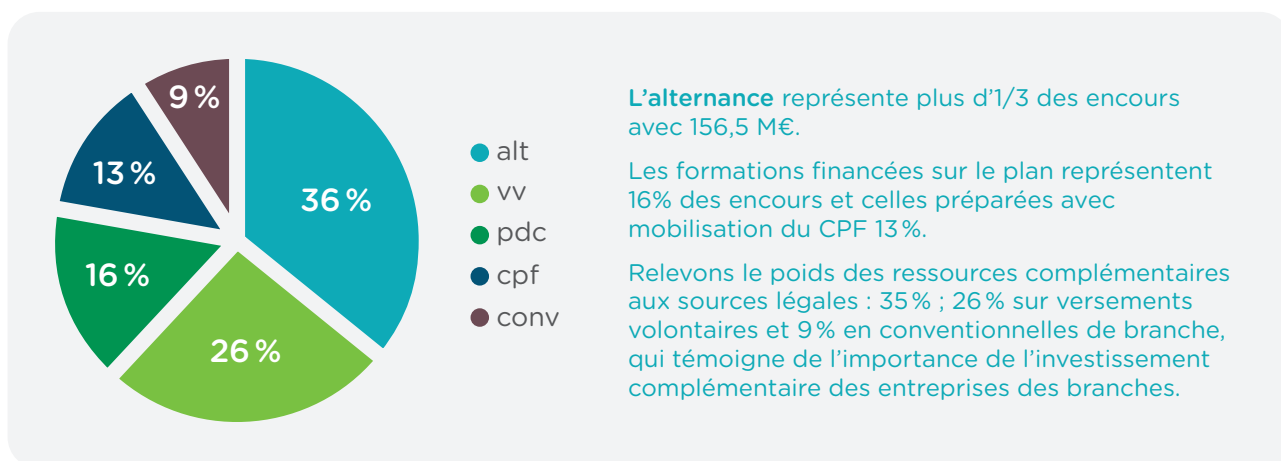 9 %
13 %
36 %
16 %
26 %
alt
vv
pdc
cpf
conv
L’alternance représente plus d’1/3 des encours
avec 156,5 M€.
Les formations financées sur le plan représentent
16% des encours et celles préparées avec
mobilisation du CPF 13 %.
Relevons le poids des ressources complémentaires
aux sources légales : 35 % ; 26 % sur versements
volontaires et 9 % en conventionnelles de branche,
qui témoigne de l’importance de l’investissement
complémentaire des entreprises des branches.